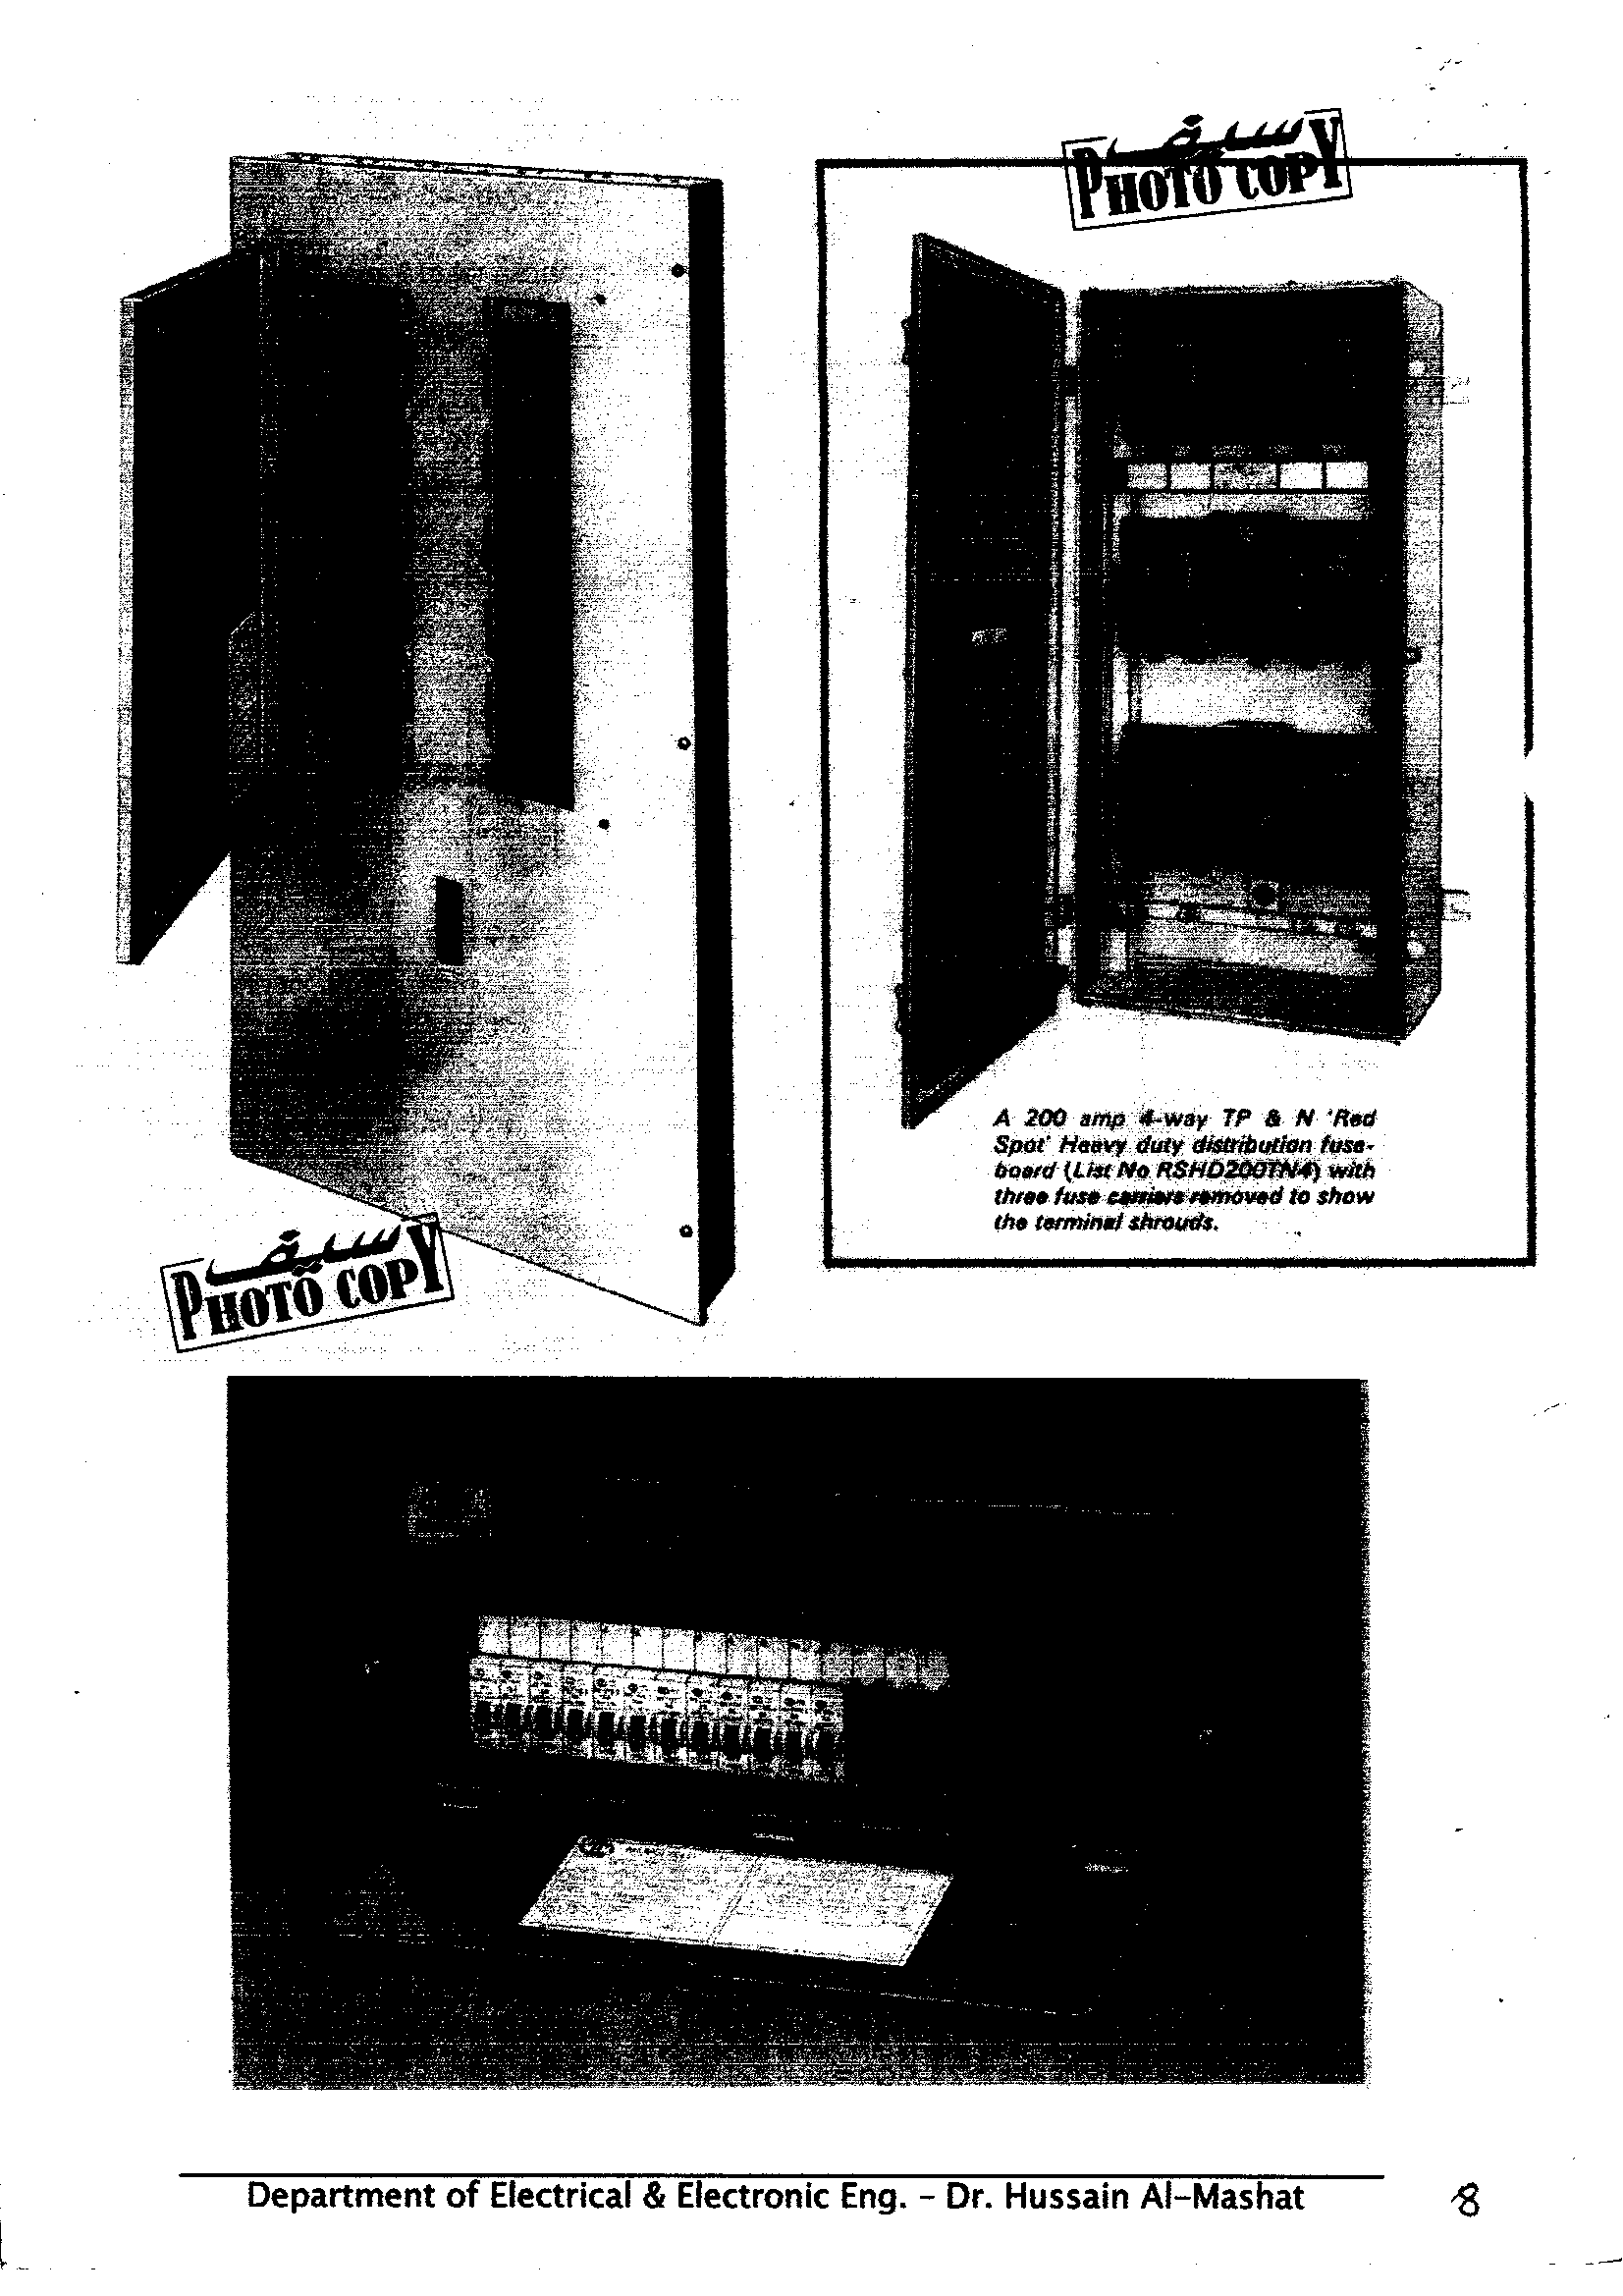 سيف
PHOTO COPY
A 200 amp 4-way TP & N 'Red
Spot' Heavy duty distribution fuse-
board (List No RSHD200TN4) with
three fuse carriers removed to show
the terminal shrouds.
سيف
PHOTO COPY
Department of Electrical & Electronic Eng. - Dr. Hussain Al-Mashat
8